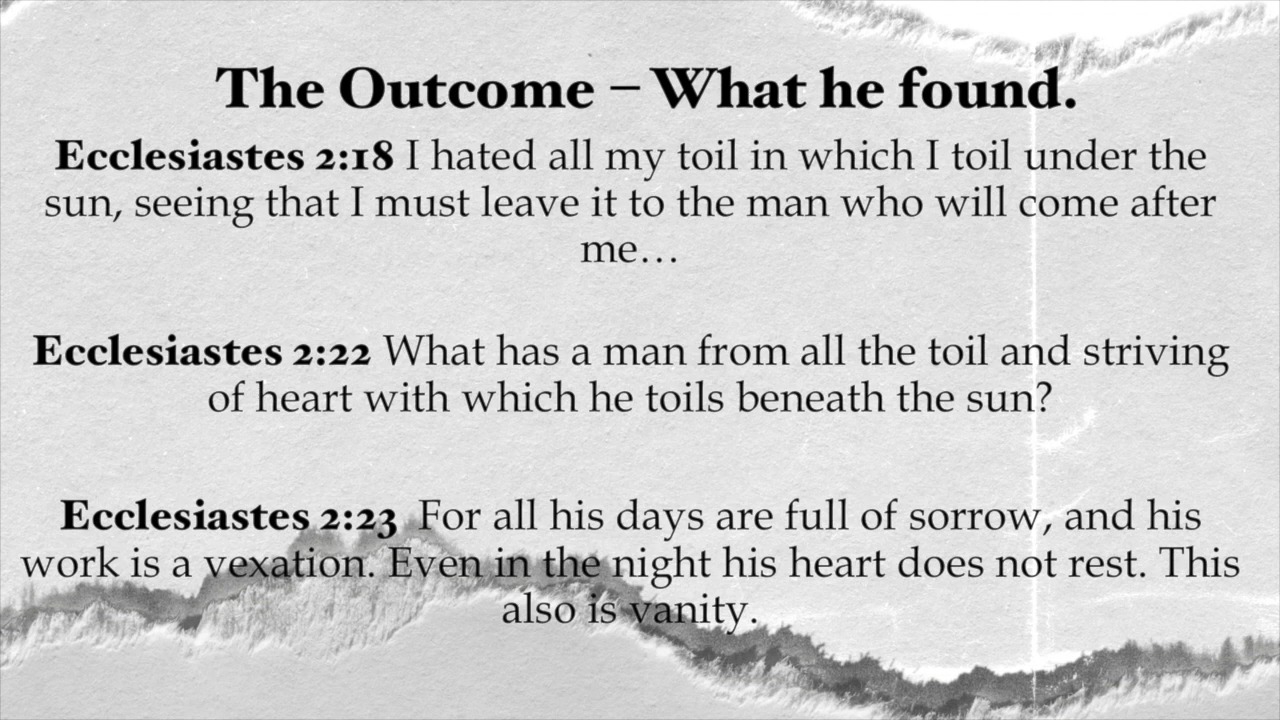 The Outcome – What he found.
Ecclesiastes 2:18 I hated all my toil in which I toil under the
sun, seeing that I must leave it to the man who will come after
me…
Ecclesiastes 2:22 What has a man from all the toil and striving
of heart with which he toils beneath the sun?
Ecclesiastes 2:23  For all his days are full of sorrow, and his
work is a vexation. Even in the night his heart does not rest. This
also is vanity.